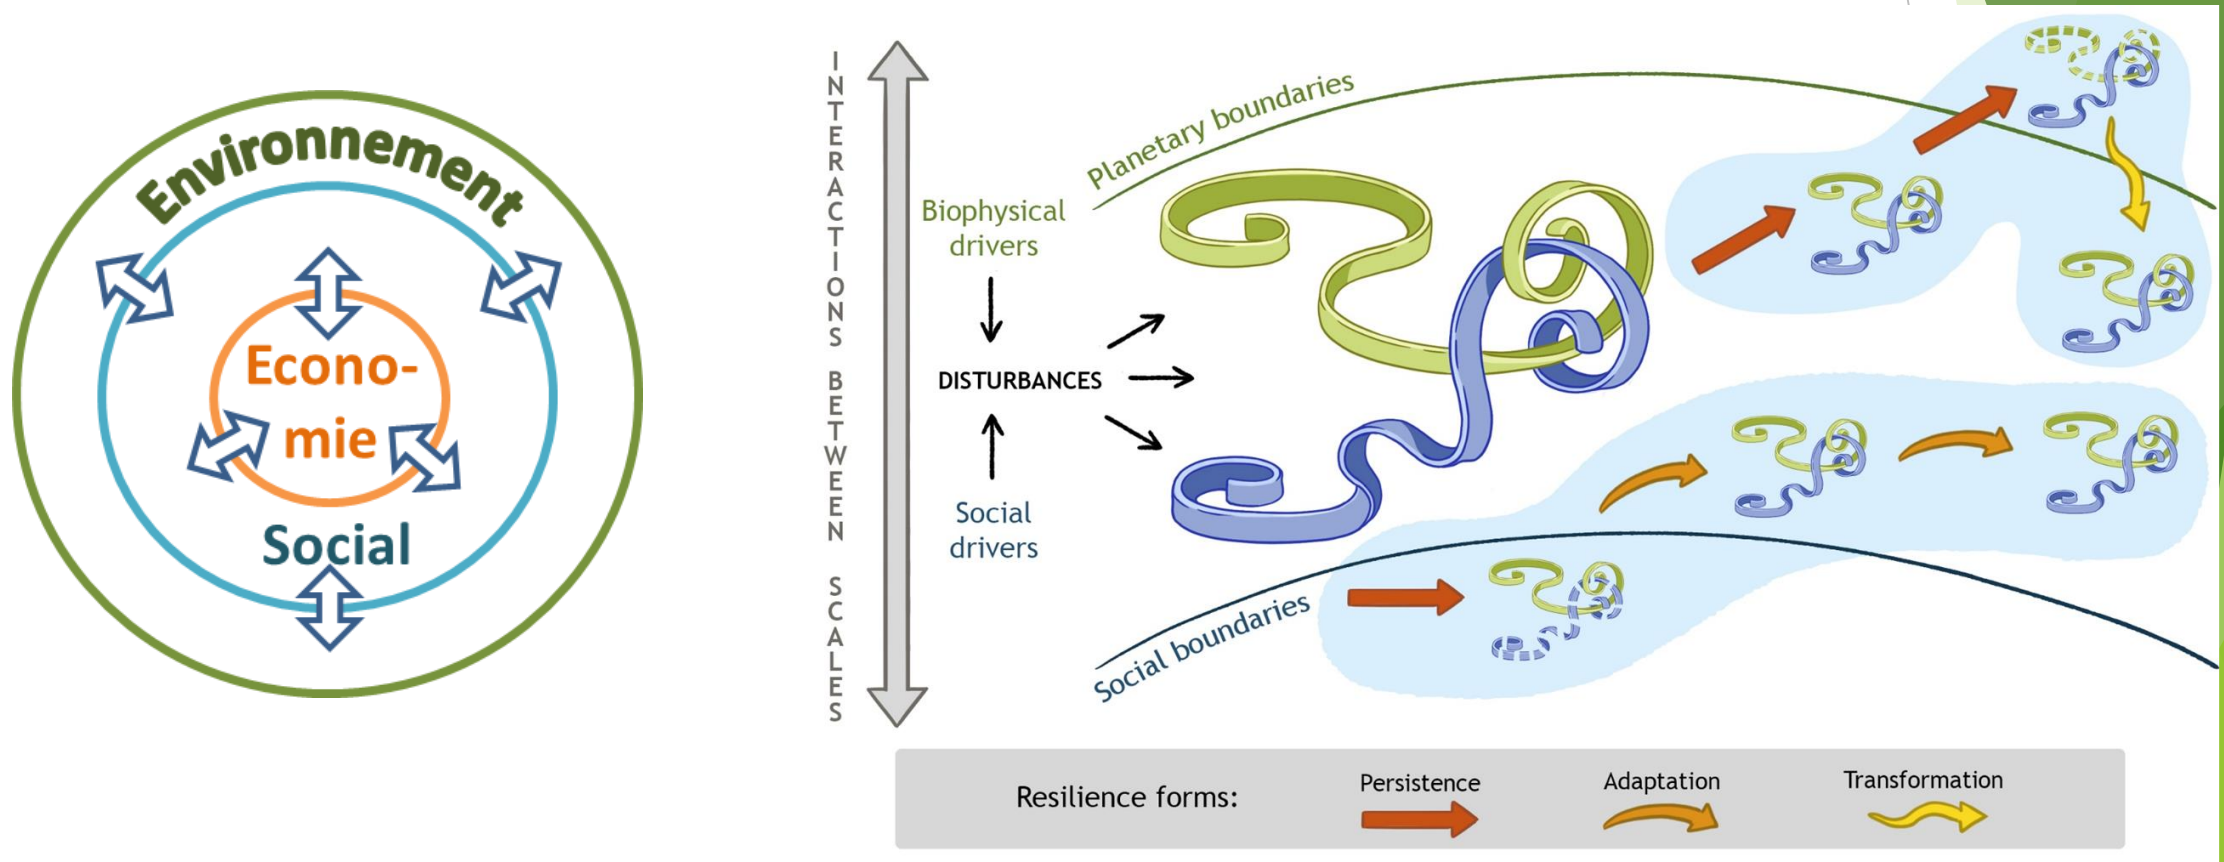 Environnement
Econo-
mie
Social
INTERACTIONS BETWEEN SCALES
Planetary boundaries
Biophysical
drivers
DISTURBANCES
Social
drivers
Social boundaries
Resilience forms:
Persistence
Adaptation
Transformation